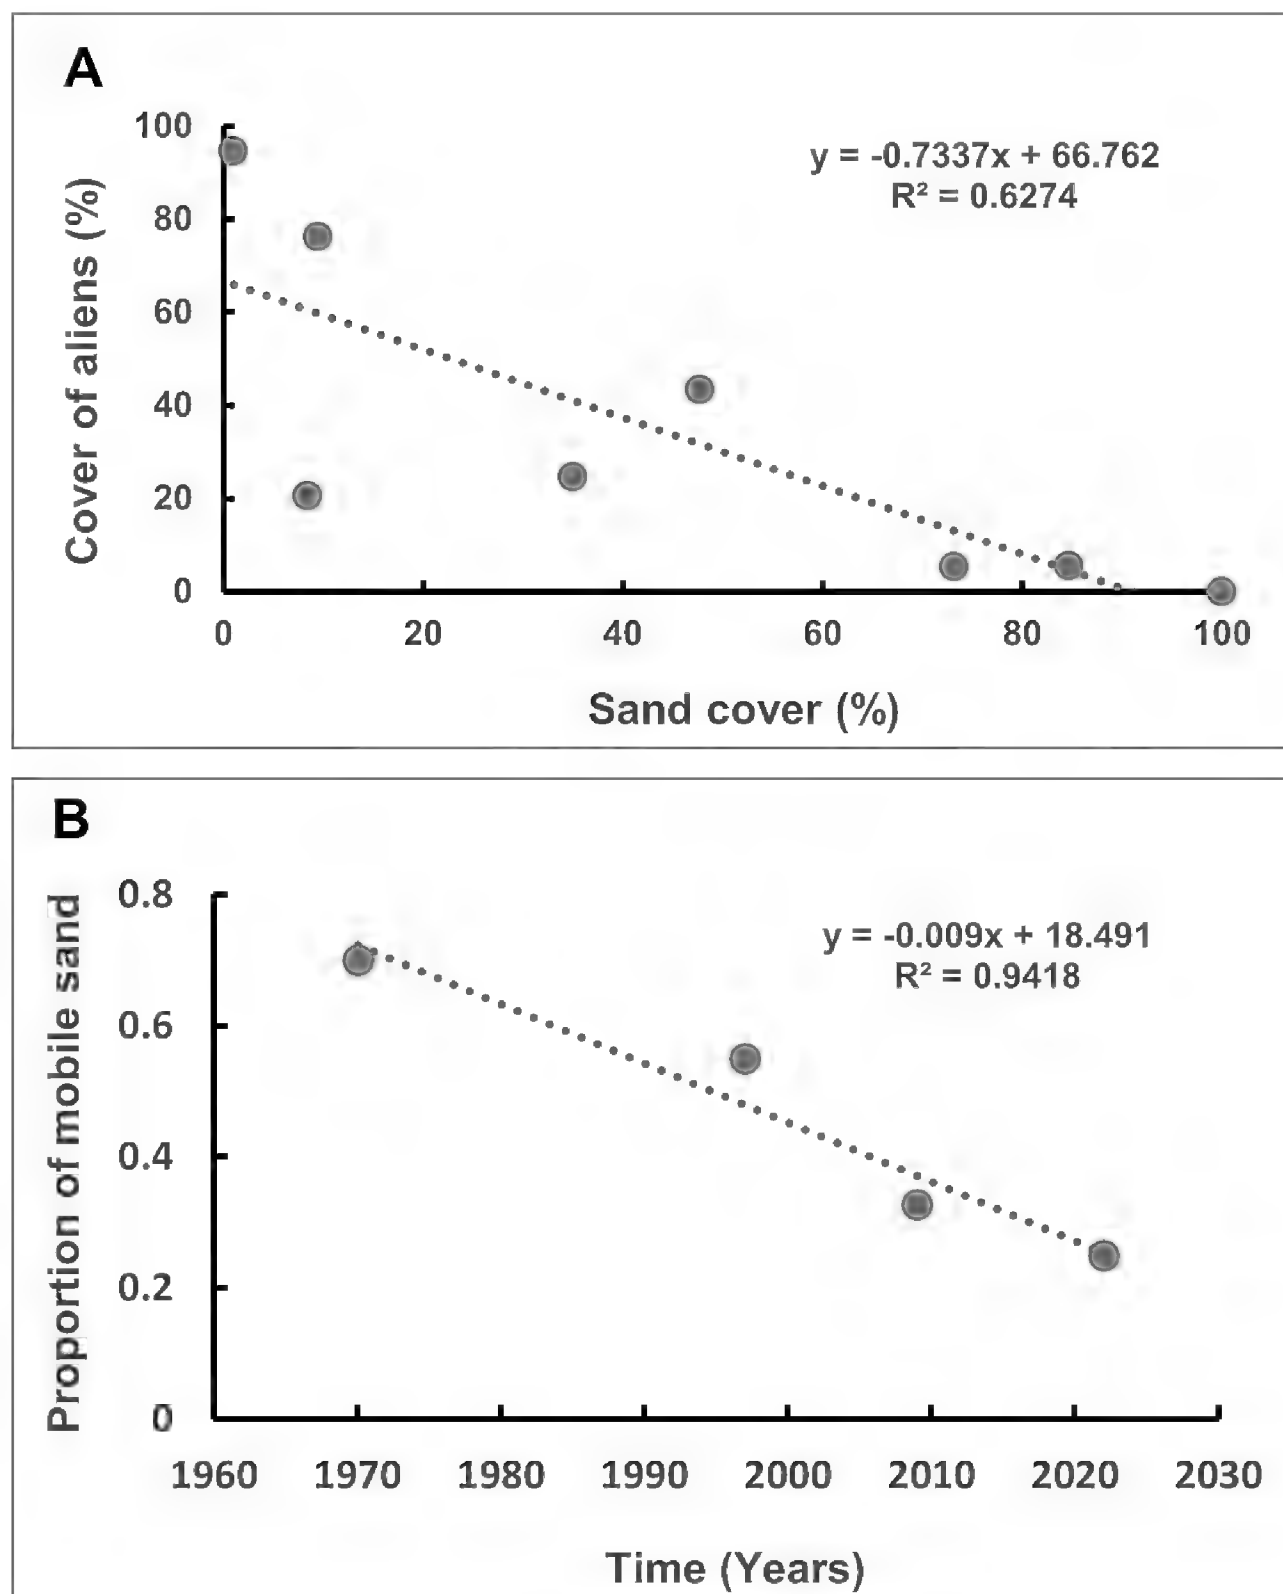 A
100
80
60
40
20
0
Cover of aliens (%)
y = -0.7337x + 66.762
R² = 0.6274
0 20 40 60 80 100
Sand cover (%)
B
0.8
0.6
0.4
0.2
0
Proportion of mobile sand
y = -0.009x + 18.491
R² = 0.9418
1960 1970 1980 1990 2000 2010 2020 2030
Time (Years)